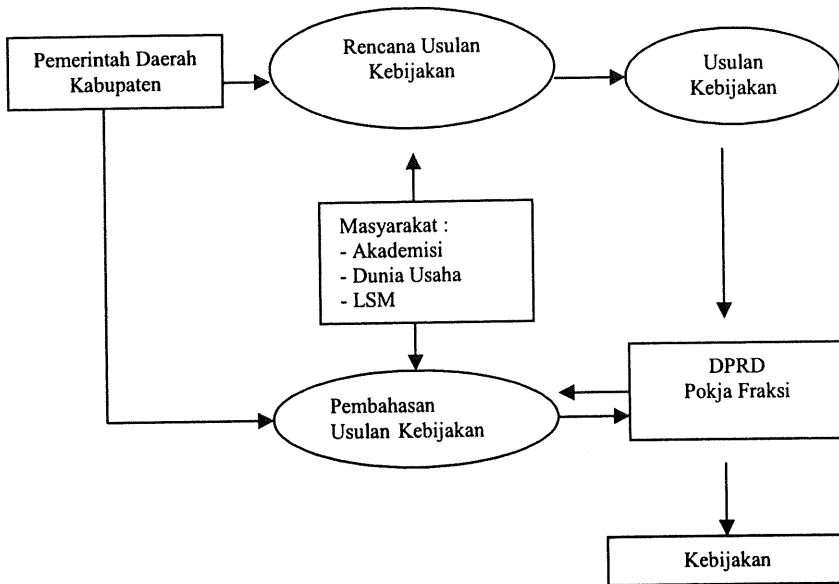 Pemerintah Daerah
Kabupaten
Rencana Usulan
Kebijakan
Usulan
Kebijakan
Masyarakat :
- Akademisi
- Dunia Usaha
- LSM
DPRD
Pokja Fraksi
Pembahasan
Usulan Kebijakan
Kebijakan